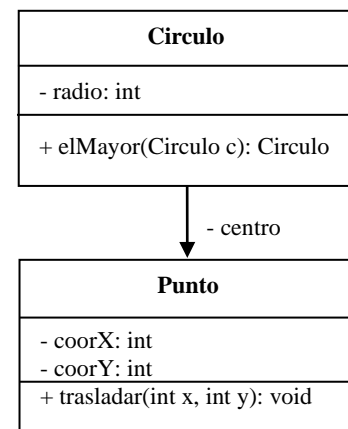 Circulo
- radio: int
+ elMayor(Circulo c): Circulo
- centro
Punto
- coorX: int
- coorY: int
+ trasladar(int x, int y): void